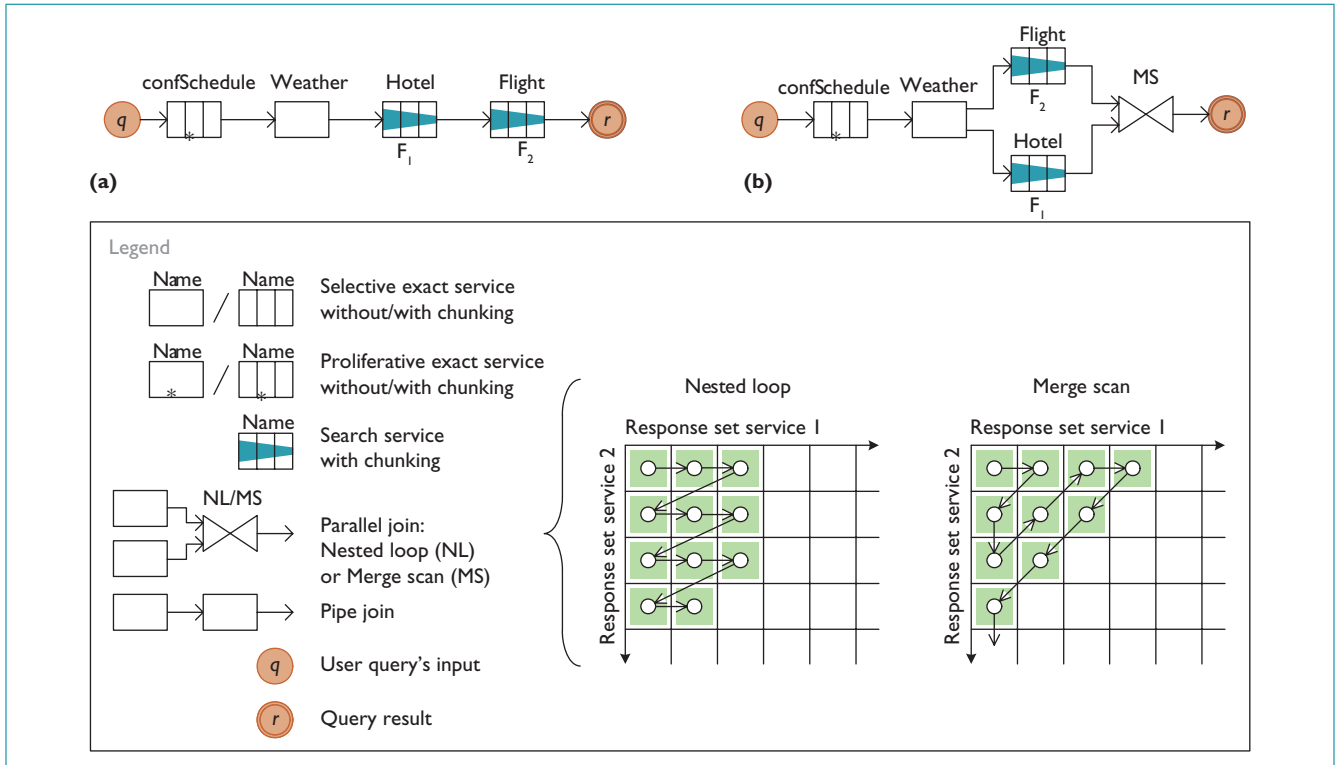 confSchedule Weather Hotel Flight
q * r
F1 F2
(a)
Flight
confSchedule Weather F2 MS
q * r
Hotel
F1
(b)
Legend
Name / Name Selective exact service
without/with chunking
Name / Name Proliferative exact service
* * without/with chunking
Name Search service
with chunking
NL/MS
Parallel join:
Nested loop (NL)
or Merge scan (MS)
Pipe join
q User query's input
r Query result
Nested loop
Response set service 1
Response set service 2
Merge scan
Response set service 1
Response set service 2